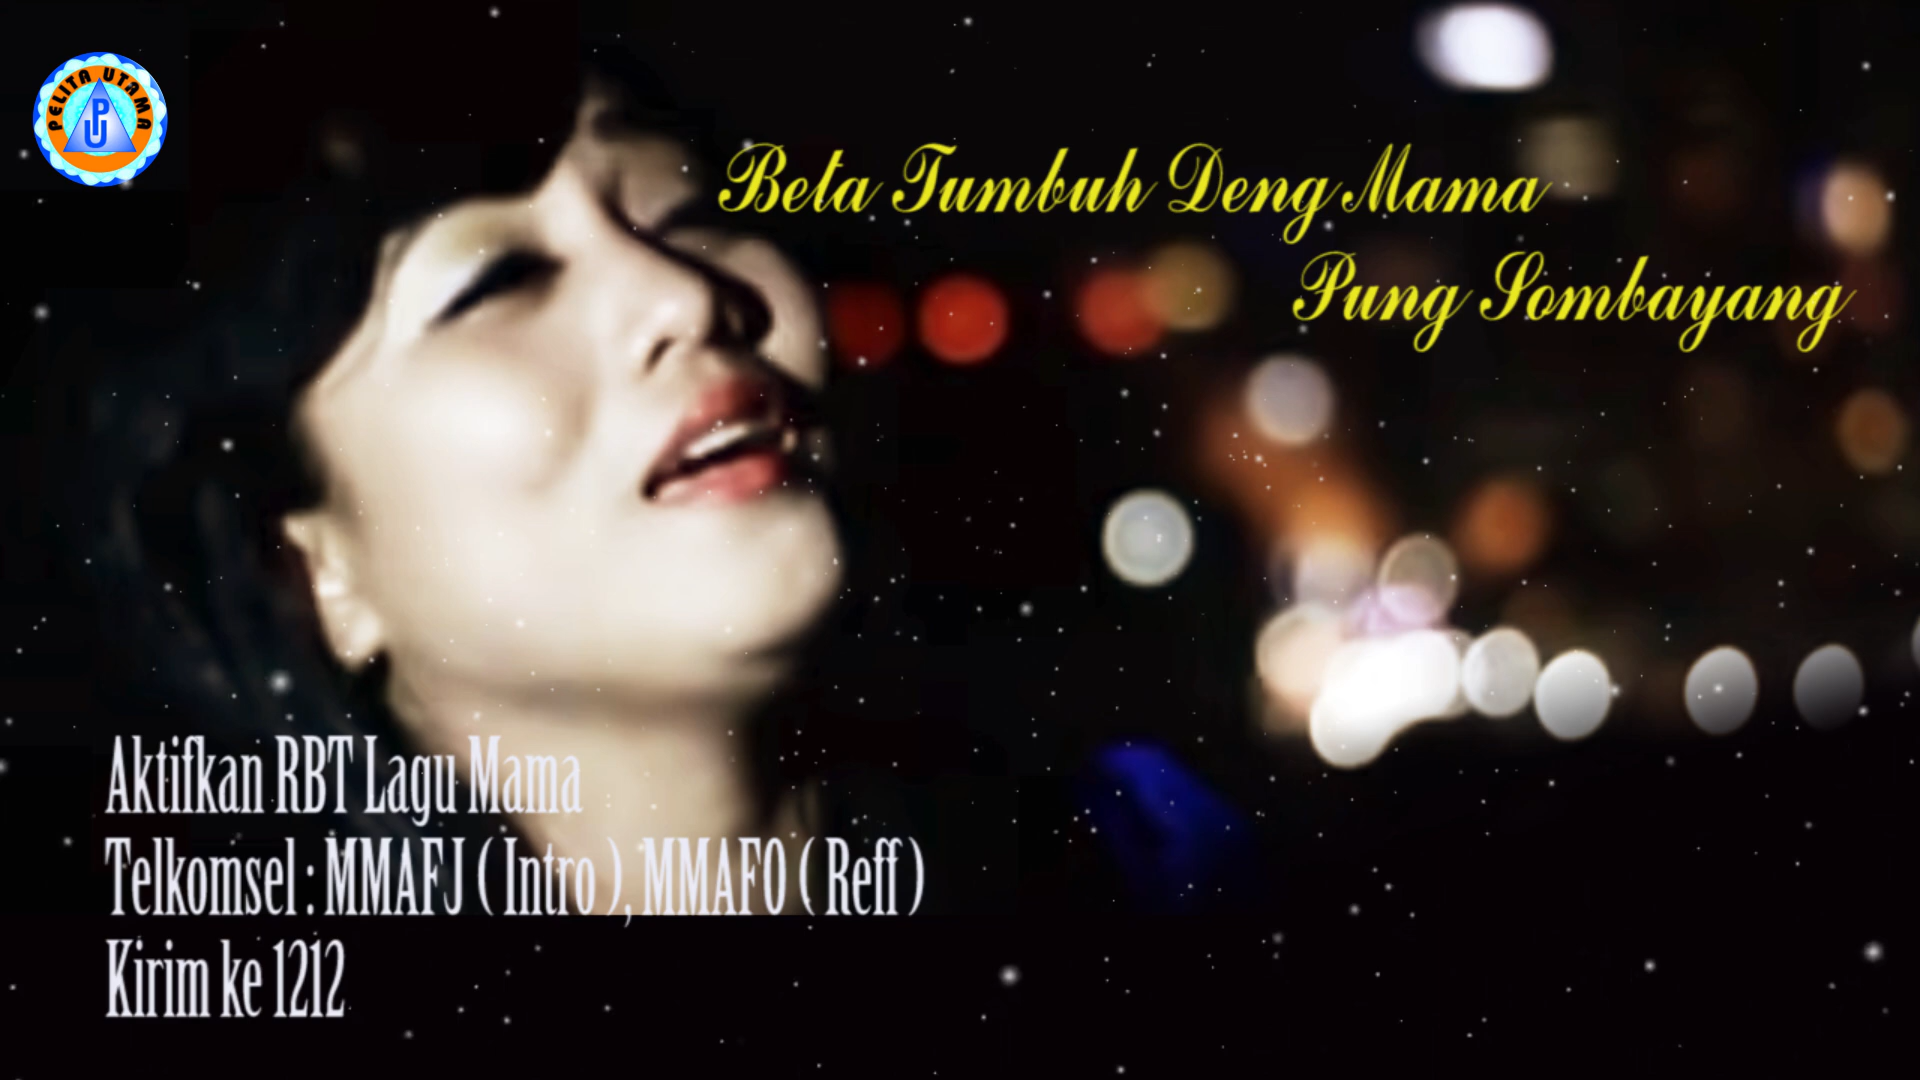 PELITA UTAMA
PU
Beta Tumbuh Deng Mama
Pung Sombayang
Aktifkan RBT Lagu Mama
Telkomsel : MMAFJ ( Intro ), MMAFO ( Reff )
Kirim ke 1212